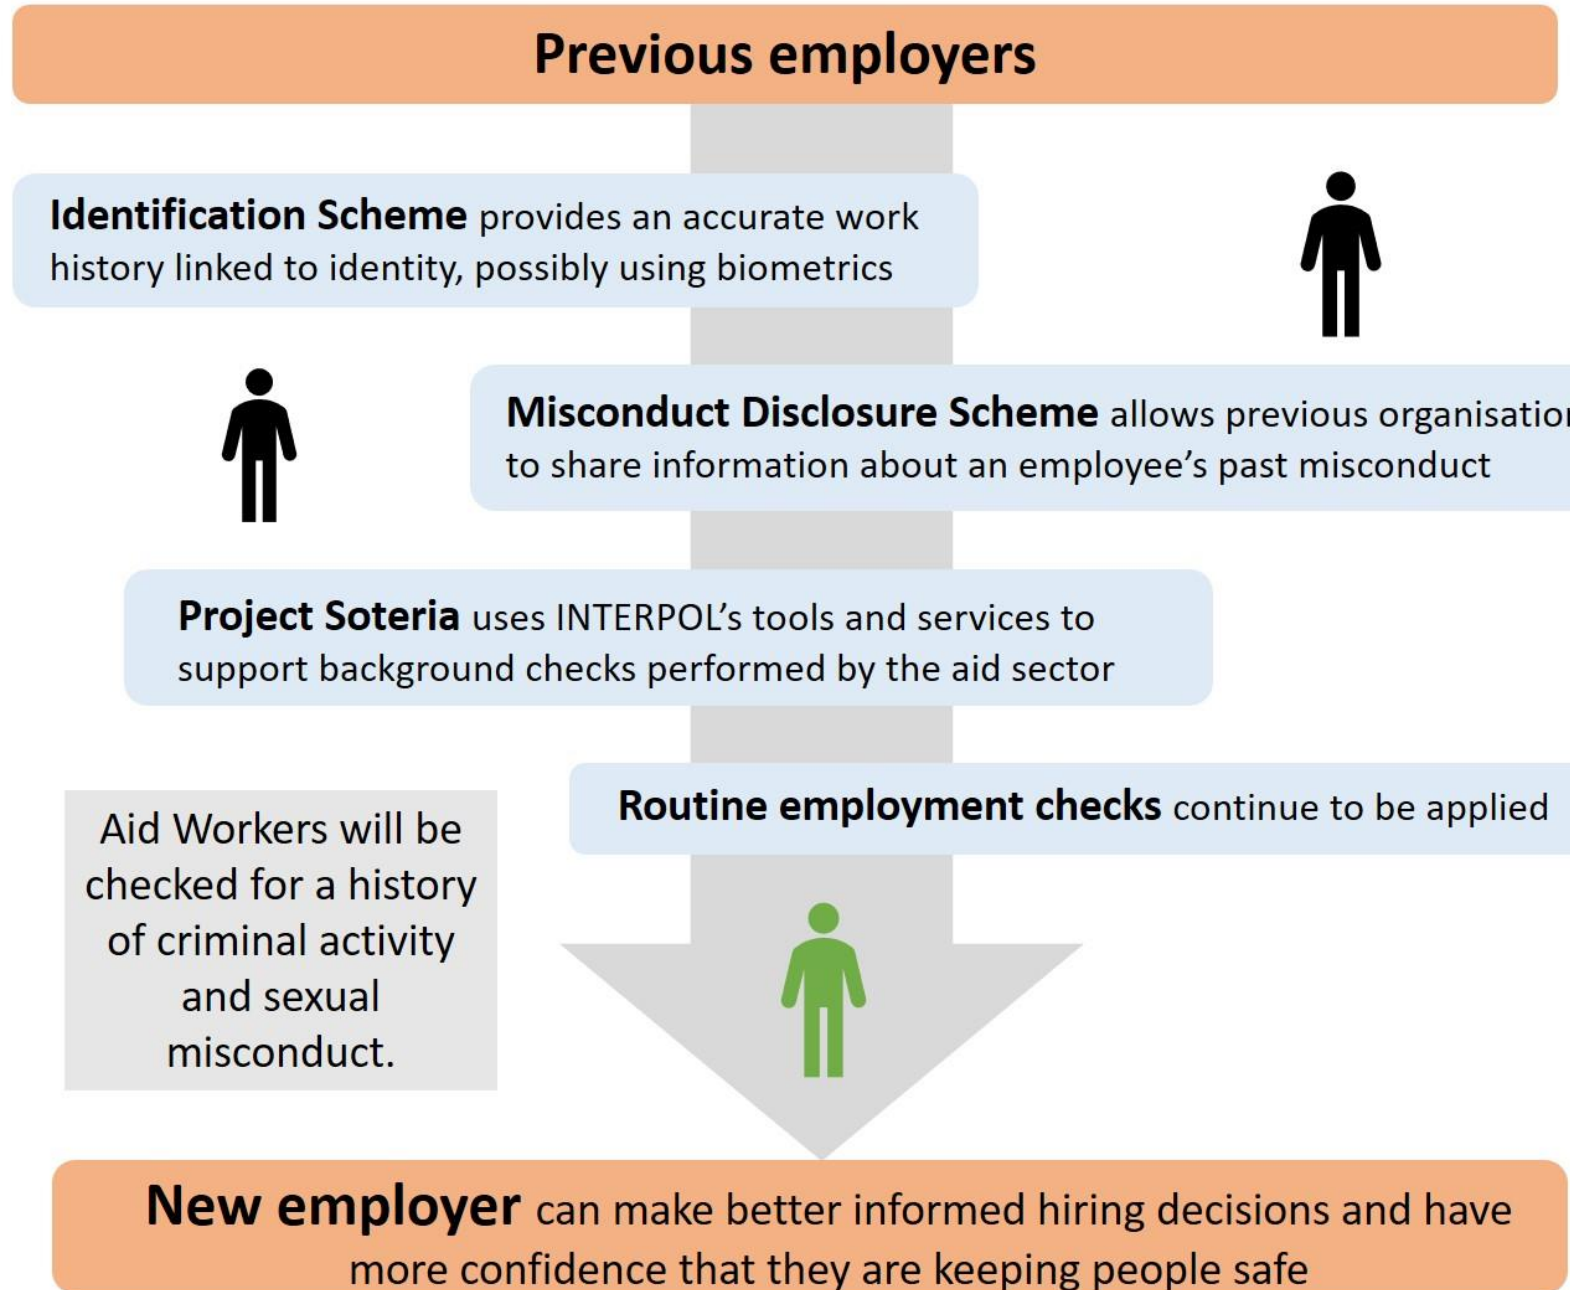 Previous employers
Identification Scheme provides an accurate work
history linked to identity, possibly using biometrics
Misconduct Disclosure Scheme allows previous organisation
to share information about an employee’s past misconduct
Project Soteria uses INTERPOL’s tools and services to
support background checks performed by the aid sector
Routine employment checks continue to be applied
Aid Workers will be
checked for a history
of criminal activity
and sexual
misconduct.
New employer can make better informed hiring decisions and have
more confidence that they are keeping people safe